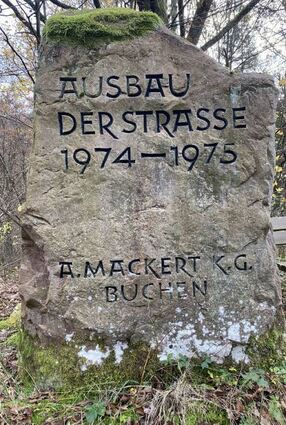 AUSBAU
DER STRASSE
1974–1975
A. MACKERT K.G.
BUCHEN